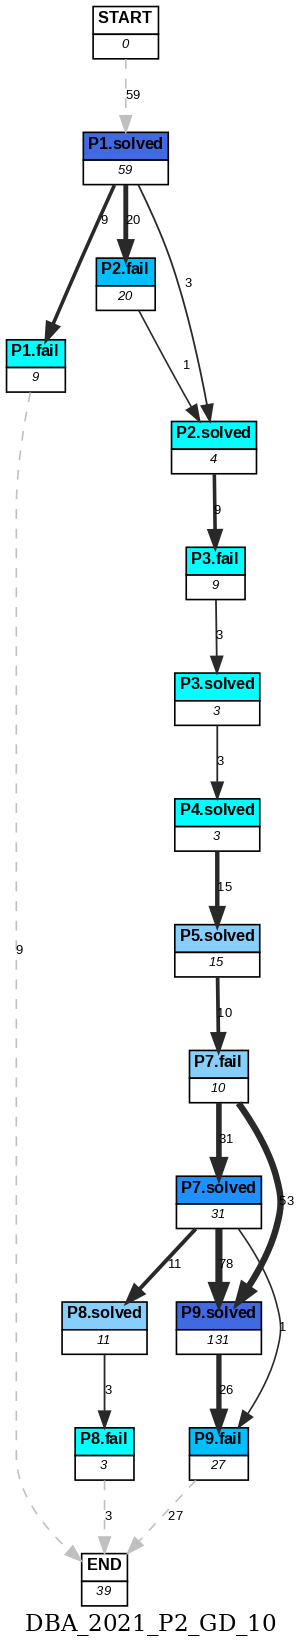 START
0
59
P1.solved
59
9
20
3
P2.fail
20
P1.fail
9
1
P2.solved
4
9
P3.fail
9
3
P3.solved
3
3
P4.solved
3
15
P5.solved
15
9
10
P7.fail
10
31
53
P7.solved
31
11
78
1
P8.solved
11
P9.solved
131
3
26
P8.fail
3
P9.fail
27
3
27
END
39
DBA_2021_P2_GD_10